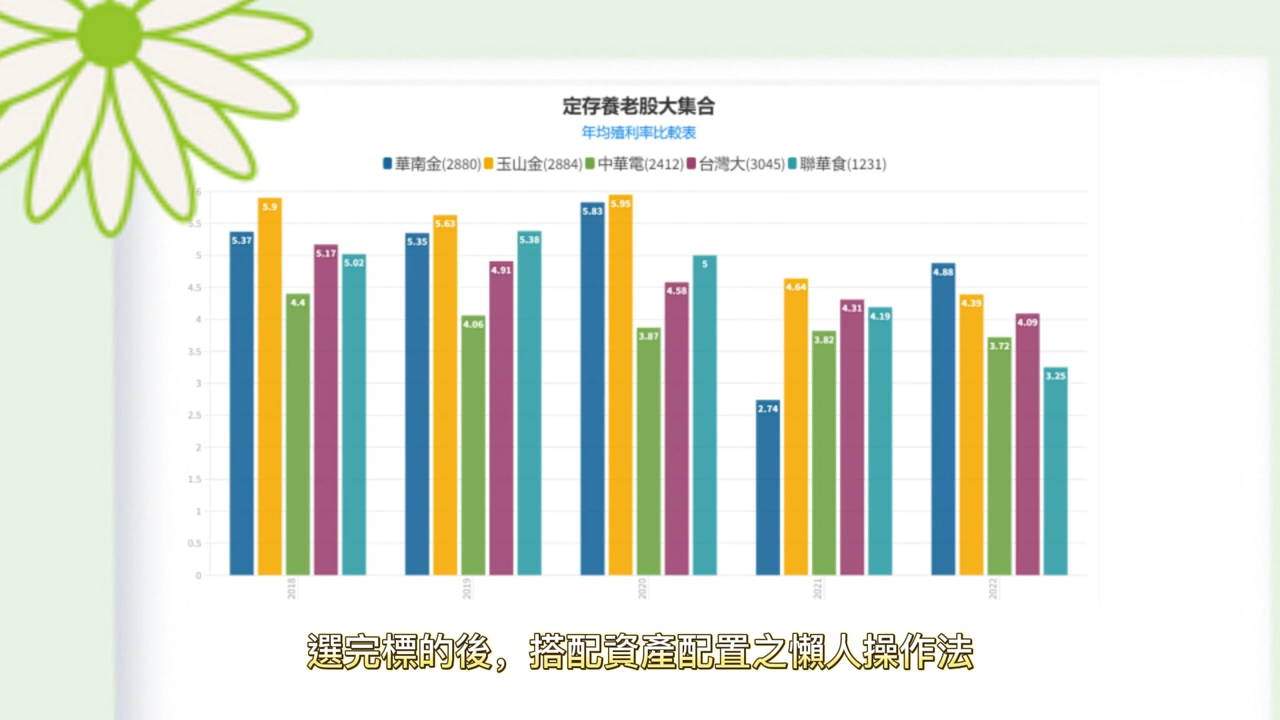 定存養老股大集合
年均殖利率比較表
華南金(2880) 玉山金(2884) 中華電(2412) 台灣大(3045) 聯華食(1231)
6
5.5
5
4.5
4
3.5
3
2.5
2
1.5
1
0.5
0
5.37 5.9 4.4 5.17 5.02
5.35 5.63 4.06 4.91 5.38
5.83 5.95 3.87 4.58 5
2.74 4.64 3.82 4.31 4.19
4.88 4.39 3.72 4.09 3.25
2018 2019 2020 2021 2022
選完標的後，搭配資產配置之懶人操作法